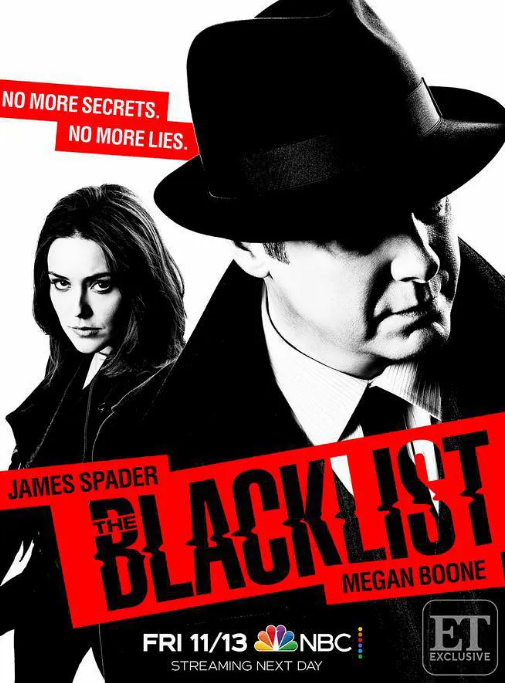 NO MORE SECRETS.
NO MORE LIES.
JAMES SPADER
THE
BLACKLIST
MEGAN BOONE
FRI 11/13 NBC
STREAMING NEXT DAY
ET
EXCLUSIVE